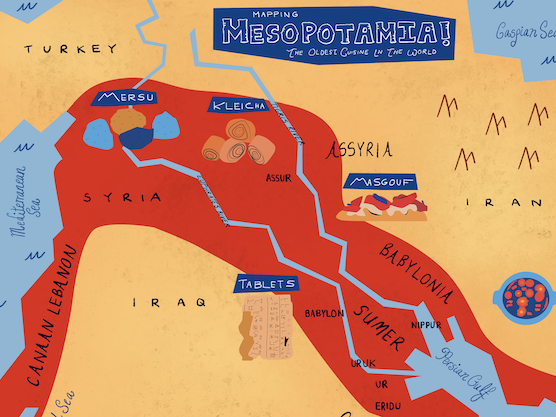 MAPPING
MESOPOTAMIA!
THE OLDEST CUISINE IN THE WORLD
Caspian Sea
TURKEY
MERSU
KLEICHA
ASSYRIA
ASSUR
MASGOUF
Mediterranean
Sea
SYRIA
IRAN
BABYLONIA
CANAAN LEBANON
TABLETS
IRAQ
BABYLON
SUMER
NIPPUR
Persian Gulf
URUK
UR
ERIDU
Sea